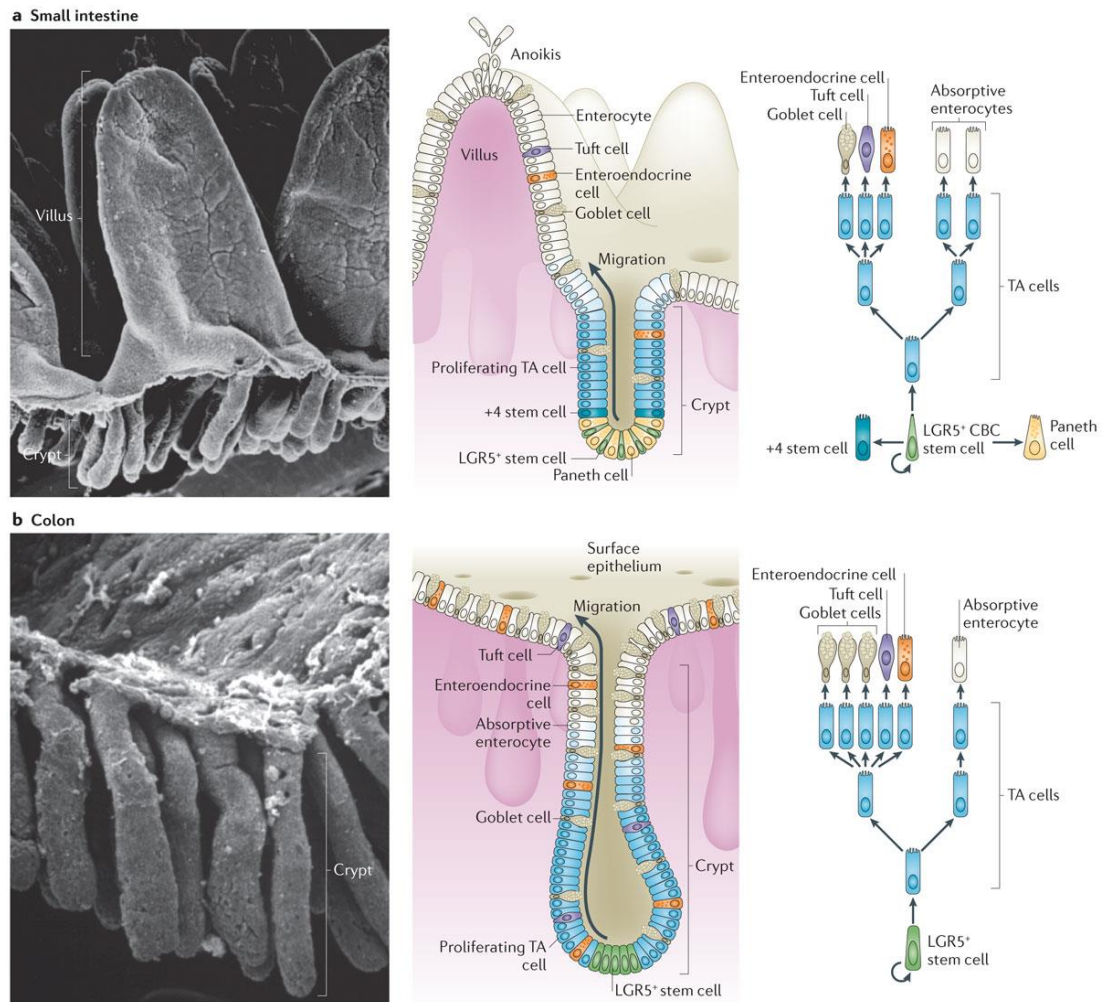 a Small intestine
Villus
Crypt
Anoikis
Villus
Enterocyte
Tuft cell
Enteroendocrine
cell
Goblet cell
Migration
Proliferating TA cell
+4 stem cell
LGR5⁺ stem cell
Paneth cell
Crypt
Enteroendocrine cell
Tuft cell
Goblet cell
Absorptive
enterocytes
TA cells
+4 stem cell
LGR5⁺ CBC
stem cell
Paneth
cell
b Colon
Crypt
Surface
epithelium
Migration
Tuft cell
Enteroendocrine
cell
Absorptive
enterocyte
Goblet cell
Proliferating TA
cell
LGR5⁺ stem cell
Crypt
Enteroendocrine cell
Tuft cell
Goblet cells
Absorptive
enterocyte
TA cells
LGR5⁺
stem cell